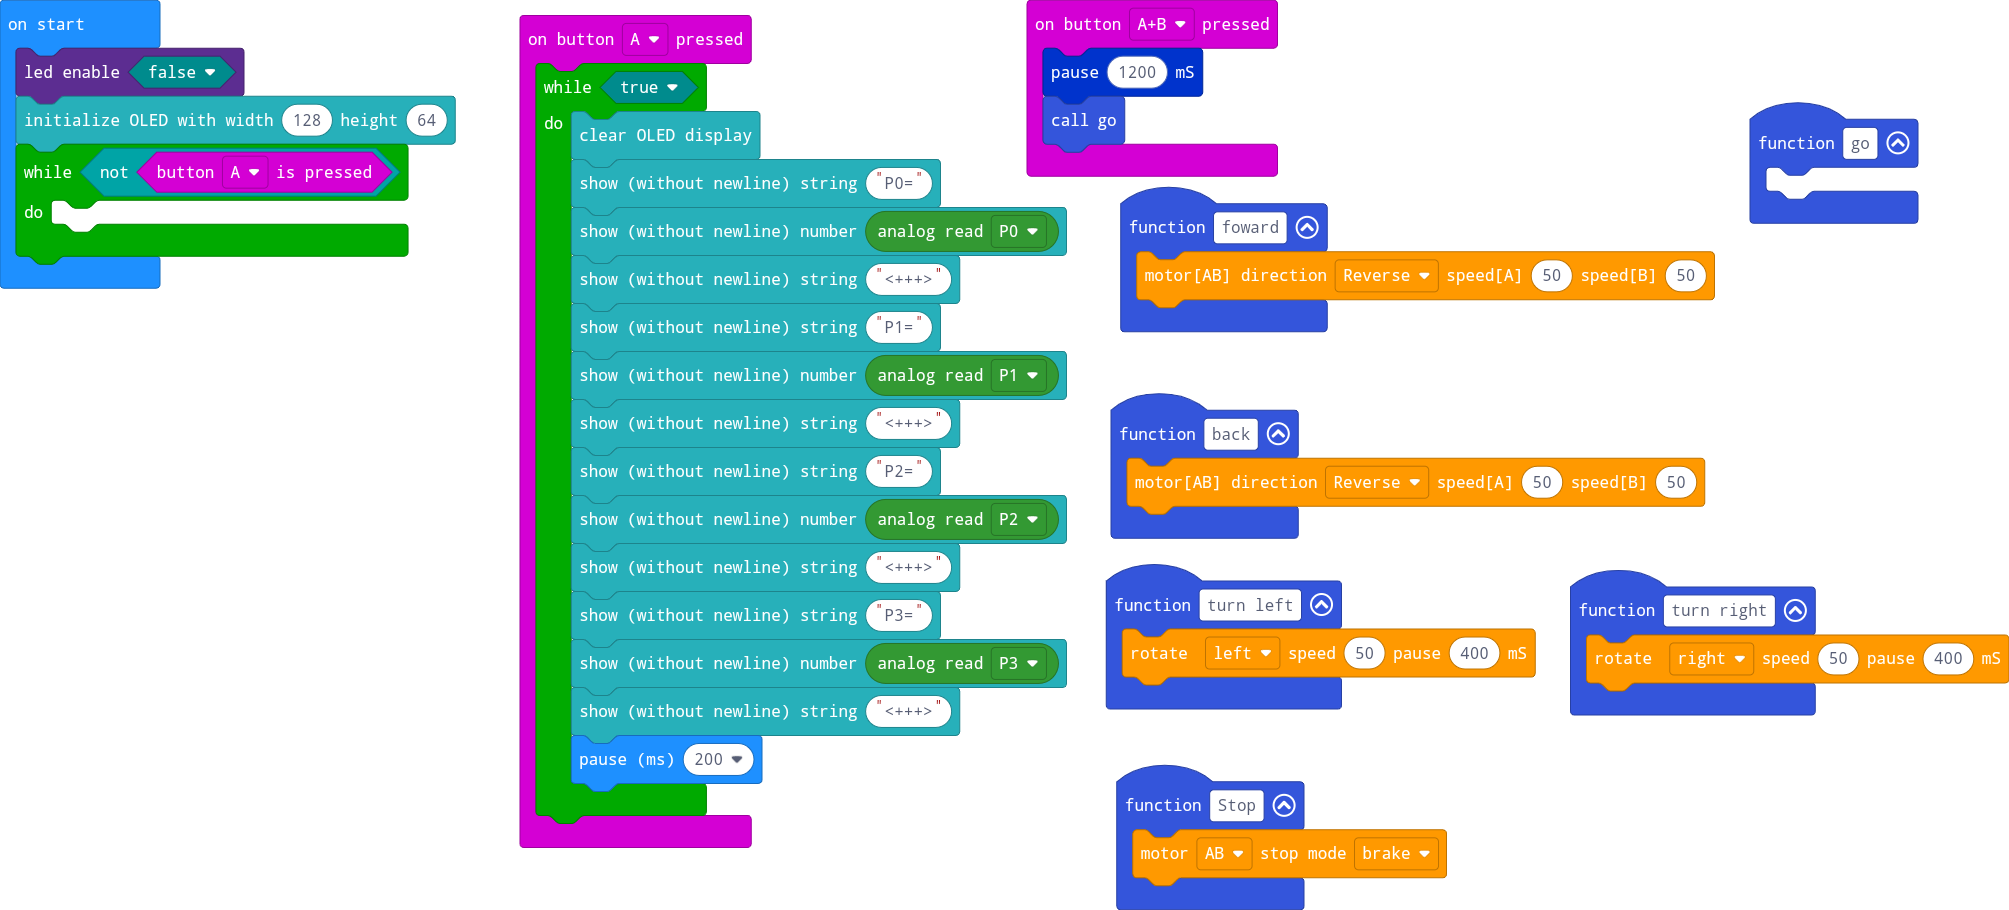 on start
led enable false
initialize OLED with width 128 height 64
while not button A is pressed
do
on button A pressed
while true
do
clear OLED display
show (without newline) string "P0="
show (without newline) number analog read P0
show (without newline) string "<+++>"
show (without newline) string "P1="
show (without newline) number analog read P1
show (without newline) string "<+++>"
show (without newline) string "P2="
show (without newline) number analog read P2
show (without newline) string "<+++>"
show (without newline) string "P3="
show (without newline) number analog read P3
show (without newline) string "<+++>"
pause (ms) 200
on button A+B pressed
pause 1200 mS
call go
function go
function foward
motor[AB] direction Reverse speed[A] 50 speed[B] 50
function back
motor[AB] direction Reverse speed[A] 50 speed[B] 50
function turn left
rotate left speed 50 pause 400 mS
function turn right
rotate right speed 50 pause 400 mS
function Stop
motor AB stop mode brake